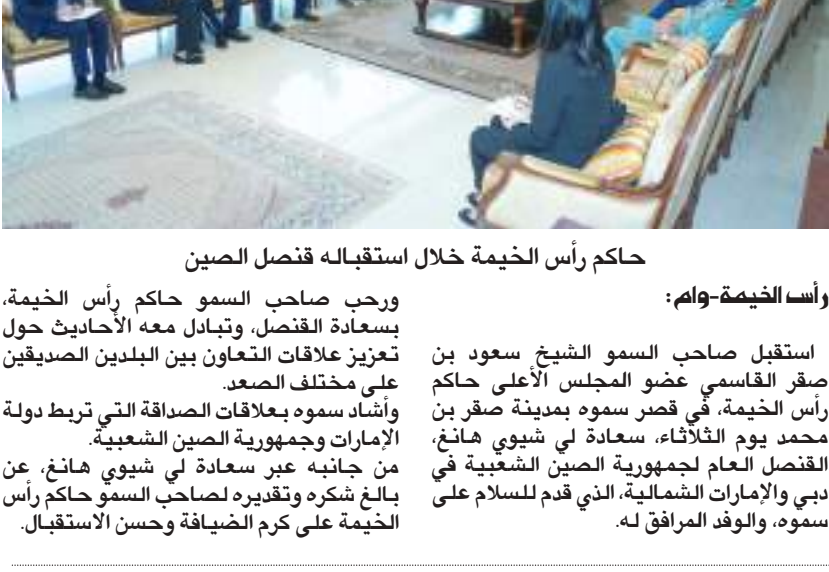 حاكم رأس الخيمة خلال استقباله قنصل الصين
رأس الخيمة-وام:
استقبل صاحب السمو الشيخ سعود بن
صقر القاسمي عضو المجلس الأعلى حاكم
رأس الخيمة، في قصر سموه بمدينة صقر بن
محمد يوم الثلاثاء، سعادة لي شيوي هانغ،
القنصل العام لجمهورية الصين الشعبية في
دبي والإمارات الشمالية، الذي قدم للسلام على
سموه، والوفد المرافق له.
ورحب صاحب السمو حاكم رأس الخيمة،
بسعادة القنصل، وتبادل معه الأحاديث حول
تعزيز علاقات التعاون بين البلدين الصديقين
على مختلف الصعد.
وأشاد سموه بعلاقات الصداقة التي تربط دولة
الإمارات وجمهورية الصين الشعبية.
من جانبه عبر سعادة لي شيوي هانغ، عن
بالغ شكره وتقديره لصاحب السمو حاكم رأس
الخيمة على كرم الضيافة وحسن الاستقبال.